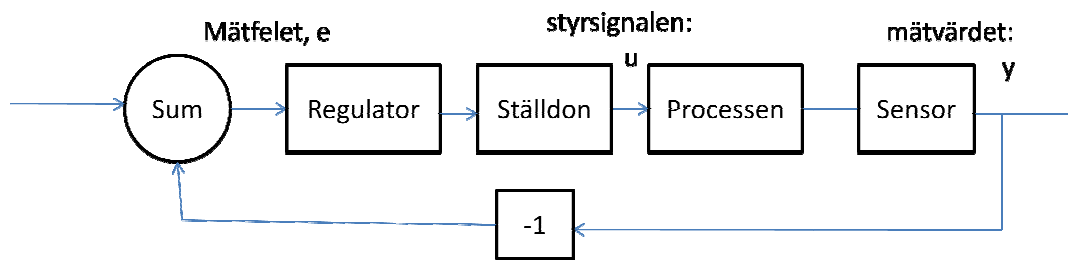 Mätfelet, e
styrsignalen:
u
mätvärdet:
y
Sum
Regulator
Ställdon
Processen
Sensor
-1